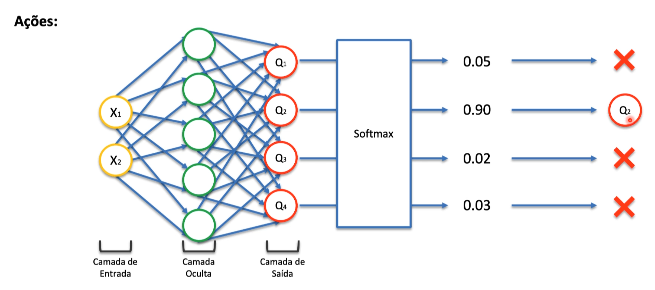 Ações:
X1
X2
Q1
Q2
Q3
Q4
Softmax
0.05
0.90
0.02
0.03
Q2
Camada de
Entrada
Camada
Oculta
Camada de
Saída